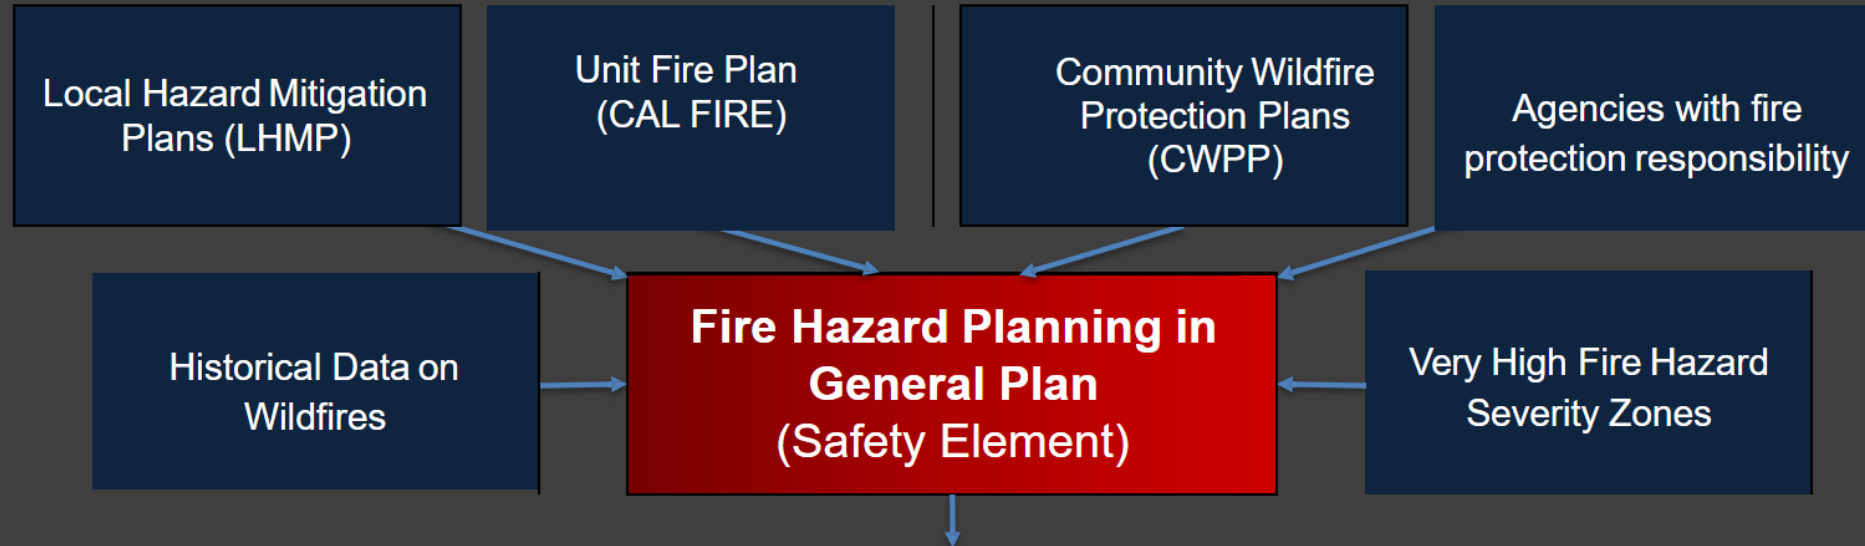 Local Hazard Mitigation
Plans (LHMP)
Unit Fire Plan
(CAL FIRE)
Community Wildfire
Protection Plans
(CWPP)
Agencies with fire
protection responsibility
Historical Data on
Wildfires
Fire Hazard Planning in
General Plan
(Safety Element)
Very High Fire Hazard
Severity Zones